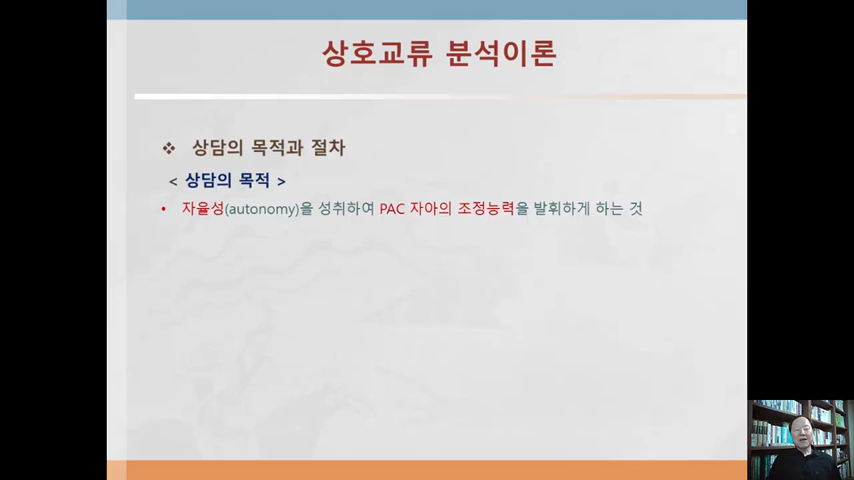 상호교류 분석이론
❖ 상담의 목적과 절차
< 상담의 목적 >
• 자율성(autonomy)을 성취하여 PAC 자아의 조정능력을 발휘하게 하는 것